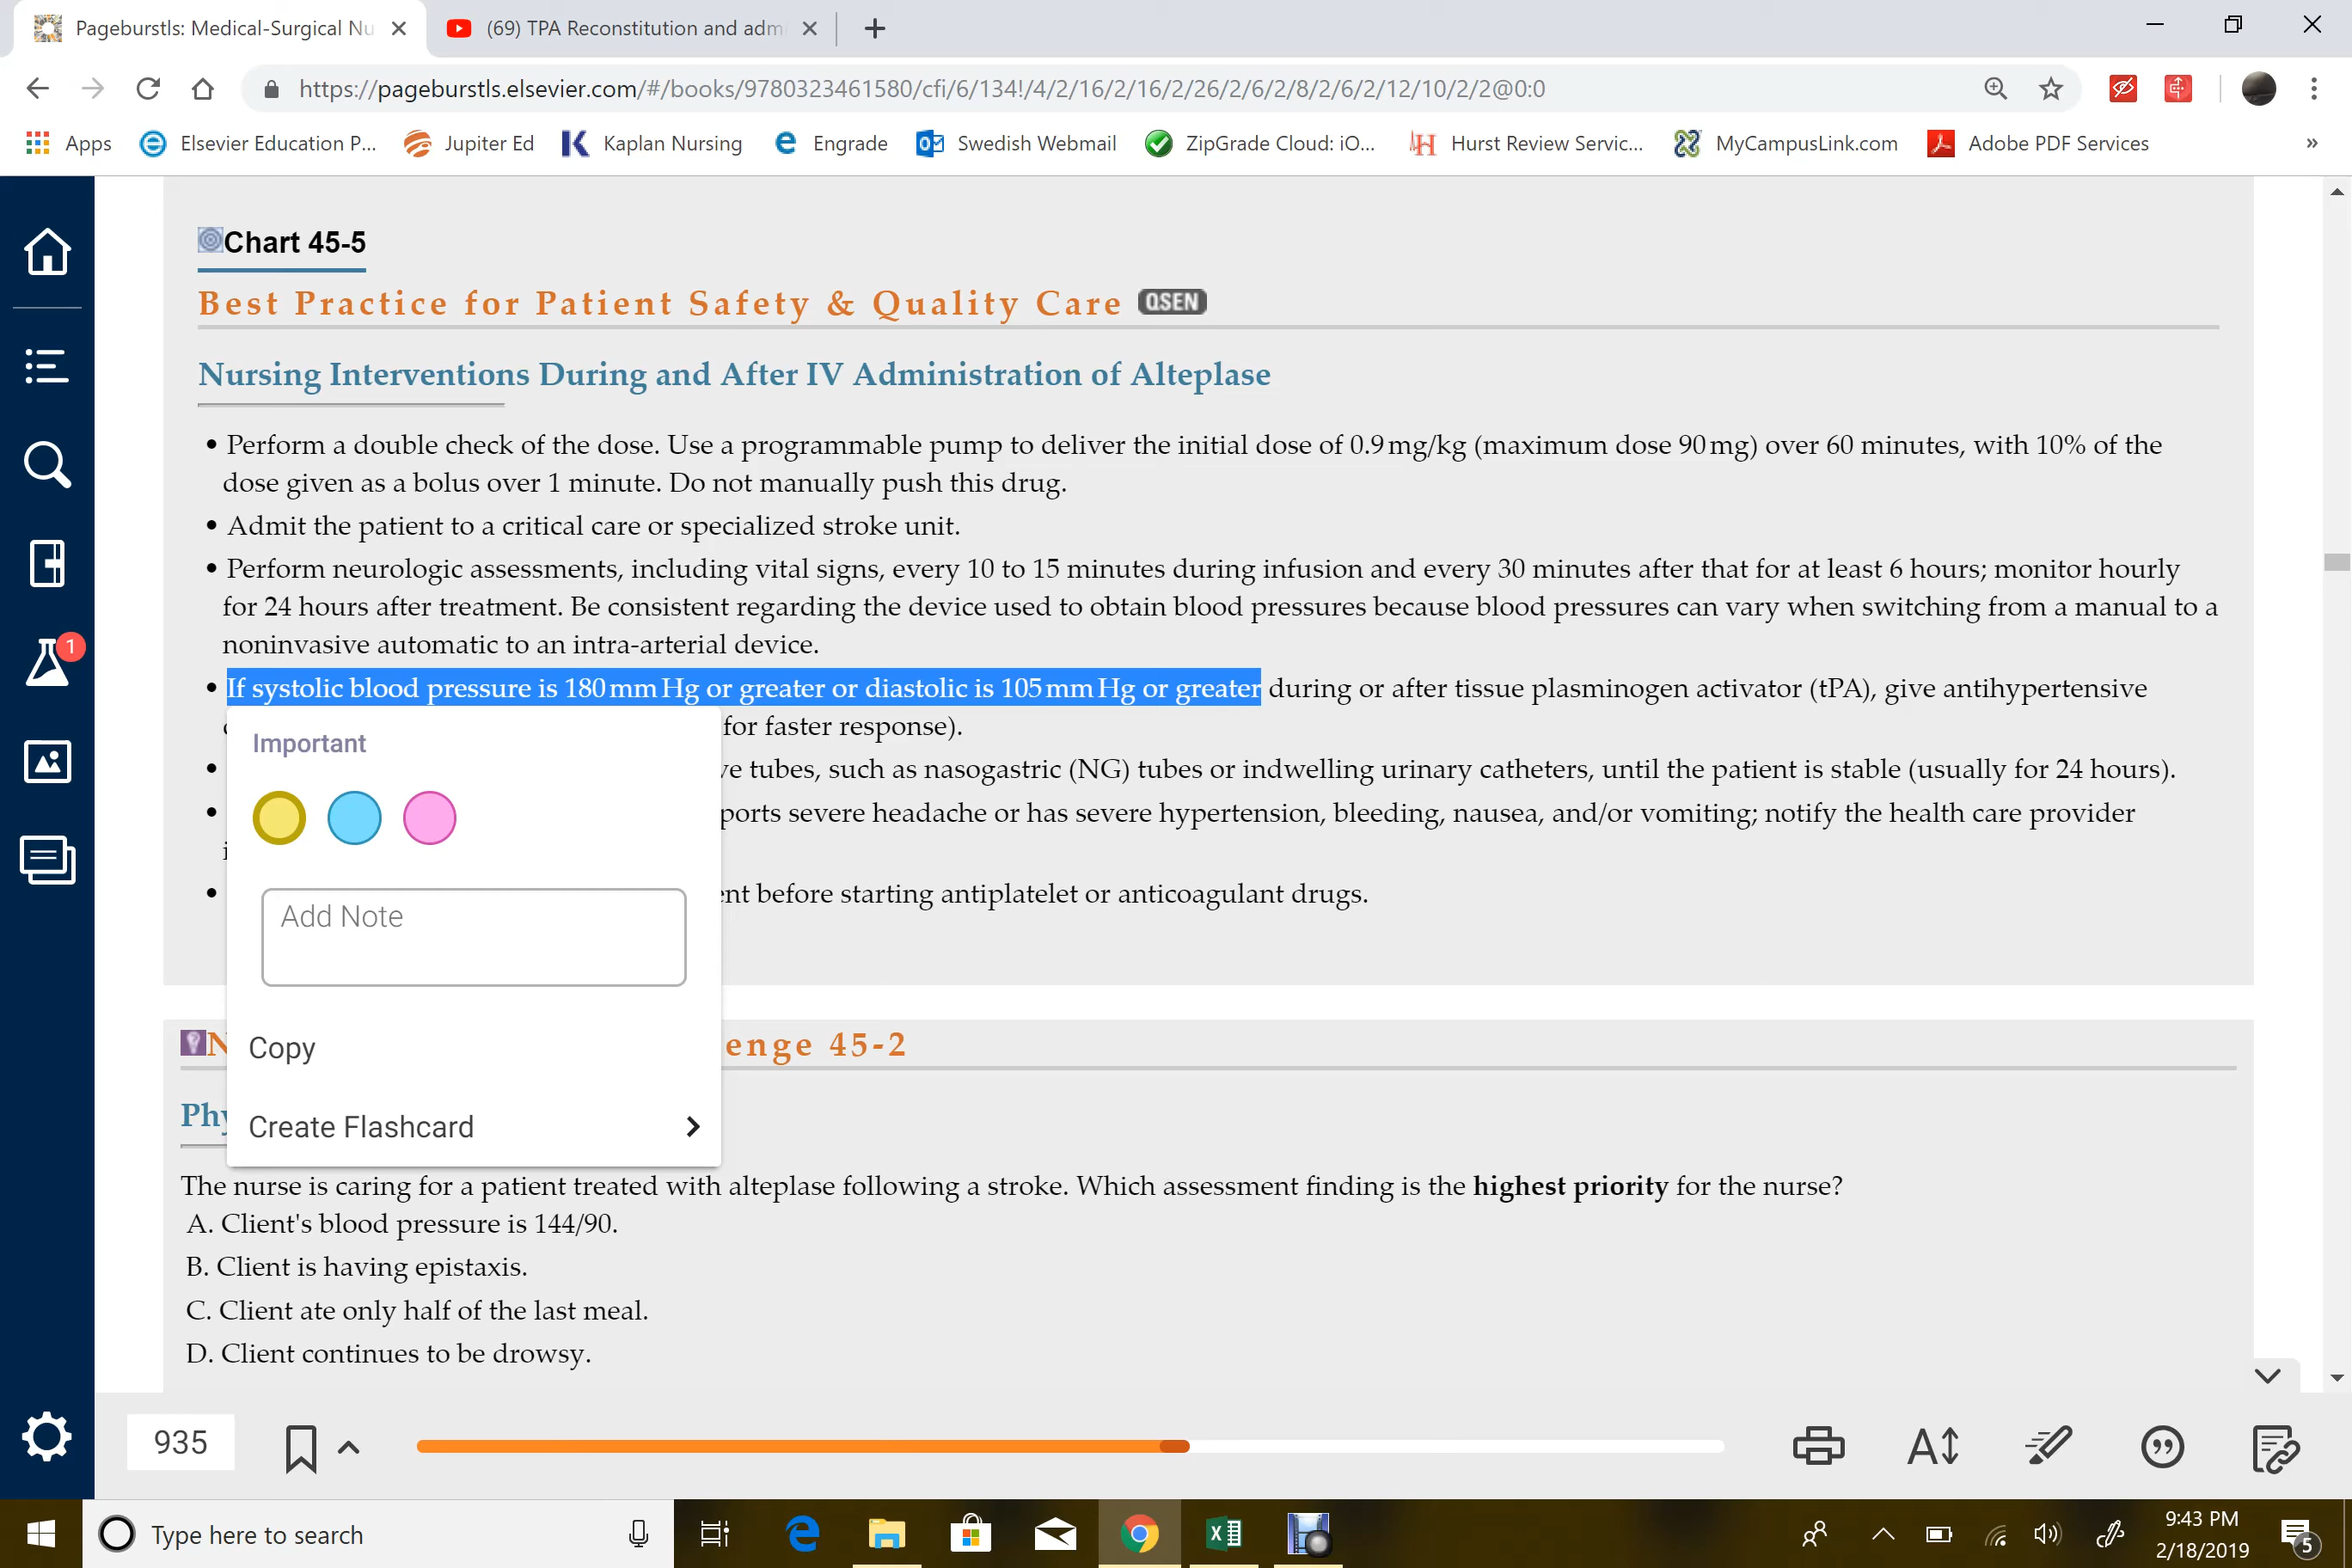 Pageburstls: Medical-Surgical Nu
(69) TPA Reconstitution and adm
https://pageburstls.elsevier.com/#/books/9780323461580/cfi/6/134!/4/2/16/2/16/2/26/2/6/2/8/2/6/2/12/10/2/2@0:0
Apps Elsevier Education P... Jupiter Ed Kaplan Nursing Engrade Swedish Webmail ZipGrade Cloud: iO... Hurst Review Servic... MyCampusLink.com Adobe PDF Services »
Chart 45-5
Best Practice for Patient Safety & Quality Care QSEN
Nursing Interventions During and After IV Administration of Alteplase
• Perform a double check of the dose. Use a programmable pump to deliver the initial dose of 0.9 mg/kg (maximum dose 90 mg) over 60 minutes, with 10% of the
dose given as a bolus over 1 minute. Do not manually push this drug.
• Admit the patient to a critical care or specialized stroke unit.
• Perform neurologic assessments, including vital signs, every 10 to 15 minutes during infusion and every 30 minutes after that for at least 6 hours; monitor hourly
for 24 hours after treatment. Be consistent regarding the device used to obtain blood pressures because blood pressures can vary when switching from a manual to a
noninvasive automatic to an intra-arterial device.
• If systolic blood pressure is 180 mm Hg or greater or diastolic is 105 mm Hg or greater during or after tissue plasminogen activator (tPA), give antihypertensive
for faster response).
• ve tubes, such as nasogastric (NG) tubes or indwelling urinary catheters, until the patient is stable (usually for 24 hours).
• ports severe headache or has severe hypertension, bleeding, nausea, and/or vomiting; notify the health care provider
• ent before starting antiplatelet or anticoagulant drugs.
Important
Add Note
Copy
Create Flashcard
N enge 45-2
Phy
The nurse is caring for a patient treated with alteplase following a stroke. Which assessment finding is the highest priority for the nurse?
A. Client's blood pressure is 144/90.
B. Client is having epistaxis.
C. Client ate only half of the last meal.
D. Client continues to be drowsy.
1
935
Type here to search
9:43 PM
2/18/2019
5